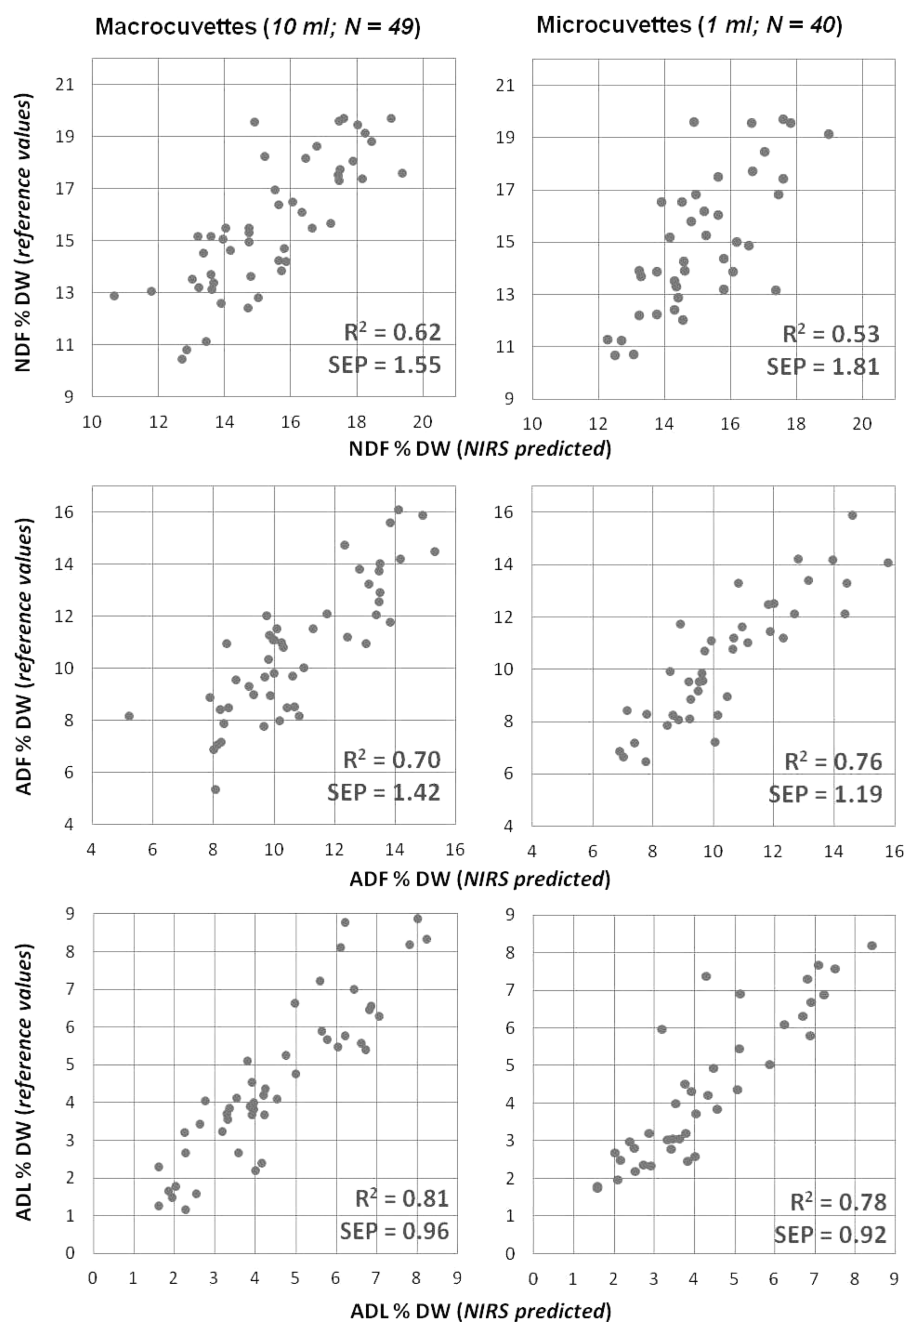 Macrocuvettes (10 ml; N = 49)
Microcuvettes (1 ml; N = 40)
NDF % DW (reference values)
21
19
17
15
13
11
9
R² = 0.62
SEP = 1.55
10 12 14 16 18 20
21
19
17
15
13
11
9
R² = 0.53
SEP = 1.81
10 12 14 16 18 20
NDF % DW (NIRS predicted)
ADF % DW (reference values)
16
14
12
10
8
6
4
R² = 0.70
SEP = 1.42
4 6 8 10 12 14 16
16
14
12
10
8
6
4
R² = 0.76
SEP = 1.19
4 6 8 10 12 14 16
ADF % DW (NIRS predicted)
ADL % DW (reference values)
9
8
7
6
5
4
3
2
1
0
R² = 0.81
SEP = 0.96
0 1 2 3 4 5 6 7 8 9
9
8
7
6
5
4
3
2
1
0
R² = 0.78
SEP = 0.92
0 1 2 3 4 5 6 7 8 9
ADL % DW (NIRS predicted)